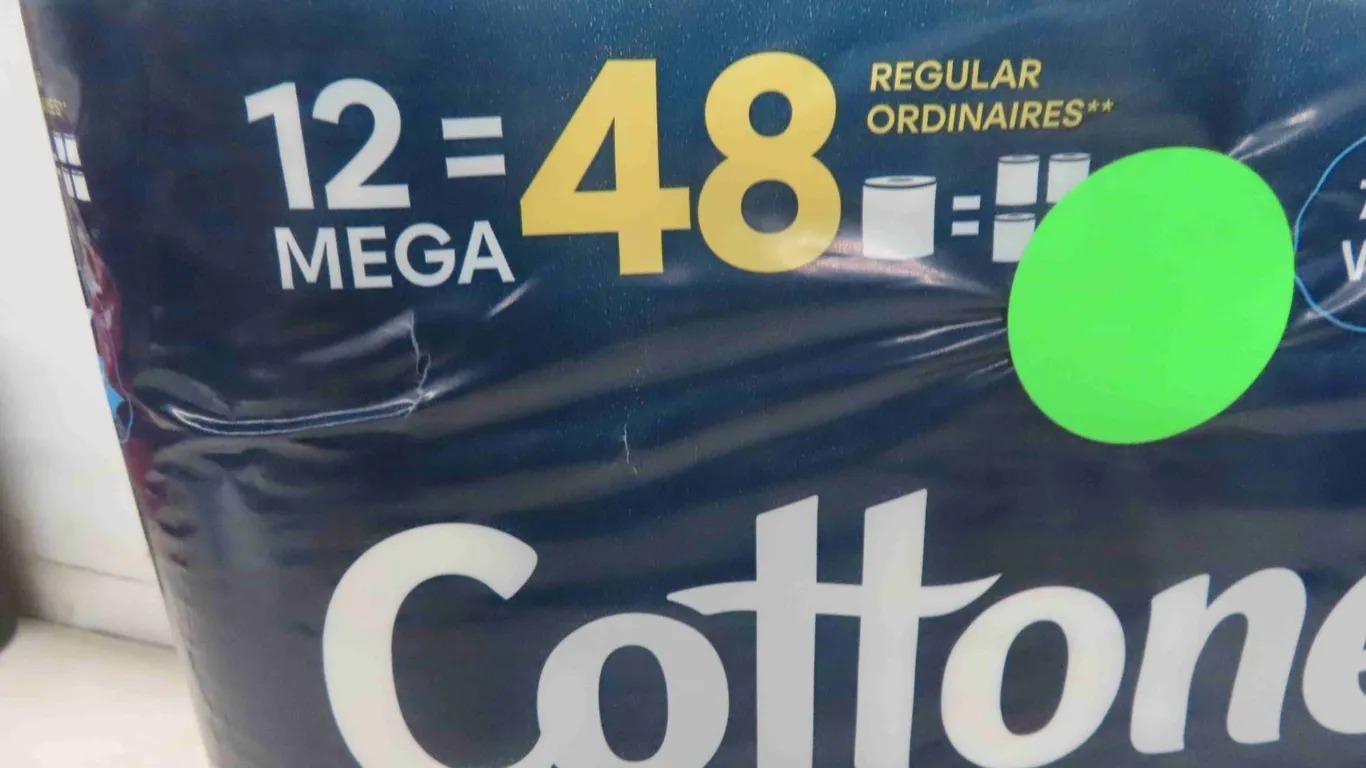 12 = 48
MEGA
REGULAR
ORDINAIRES**
Cottone